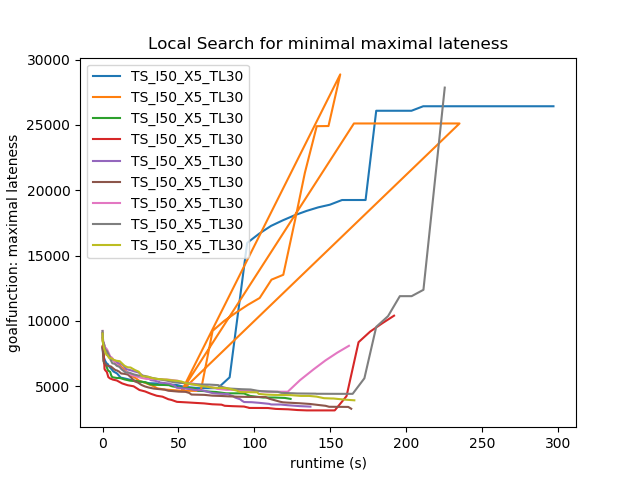 Local Search for minimal maximal lateness
goalfunction: maximal lateness
30000
25000
20000
15000
10000
5000
TS_I50_X5_TL30
TS_I50_X5_TL30
TS_I50_X5_TL30
TS_I50_X5_TL30
TS_I50_X5_TL30
TS_I50_X5_TL30
TS_I50_X5_TL30
TS_I50_X5_TL30
TS_I50_X5_TL30
0 50 100 150 200 250 300
runtime (s)